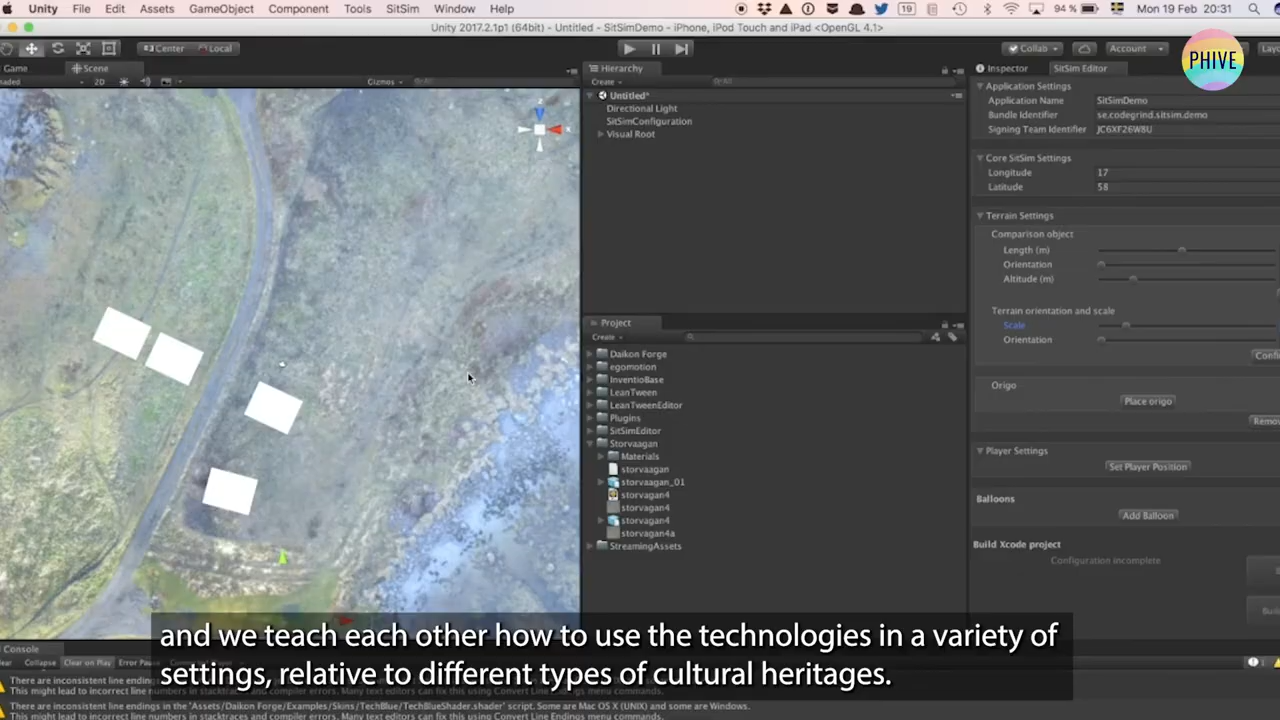 Unity File Edit Assets GameObject Component Tools SitSim Window Help 19 94 % Mon 19 Feb 20:31
Unity 2017.2.1p1 (64bit) - Untitled - SitSimDemo - iPhone, iPod Touch and iPad <OpenGL 4.1>
Center Local Collab Account
PHIVE
Game Scene Hierarchy Inspector SitSim Editor
2D Gizmos Create
Untitled*
Directional Light
SitSimConfiguration
Visual Root
Project
Create
Daikon Forge
egomotion
InventioBase
LeanTween
LeanTweenEditor
Plugins
SitSimEditor
Storvaagan
Materials
storvaagan
storvaagan_01
storvagan4
storvagan4
storvagan4
storvagan4a
StreamingAssets
Application Settings
Application Name SitSimDemo
Bundle Identifier se.codegrind.sitsim.demo
Signing Team Identifier JC6XF26W8U
Core SitSim Settings
Longitude 17
Latitude 58
Terrain Settings
Comparison object
Length (m)
Orientation
Altitude (m)
Terrain orientation and scale
Scale
Orientation
Origo
Place origo
Player Settings
Set Player Position
Balloons
Add Balloon
Build Xcode project
Configuration incomplete
and we teach each other how to use the technologies in a variety of
settings, relative to different types of cultural heritages.
Console
Collapse Clear on Play Error
There are inconsistent line endings in the 'Assets/Daikon Forge/Examples/Skins/TechBlue/TechBlueShader.shader' script. Some are Mac OS X (UNIX) and some are Windows.
This might lead to incorrect line numbers in stacktraces and compiler errors. Many text editors can fix this using Convert Line Endings menu commands.